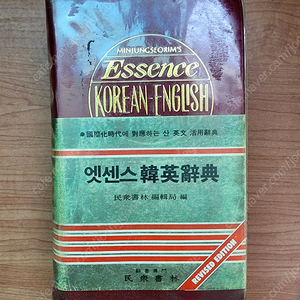 MINJUNGSEORIM'S
Essence
KOREAN-ENGLISH
國際化時代에 對應하는 산 英文 活用辭典
엣센스 韓英辭典
民衆書林 編輯局 編
REVISED EDITION
民衆書林